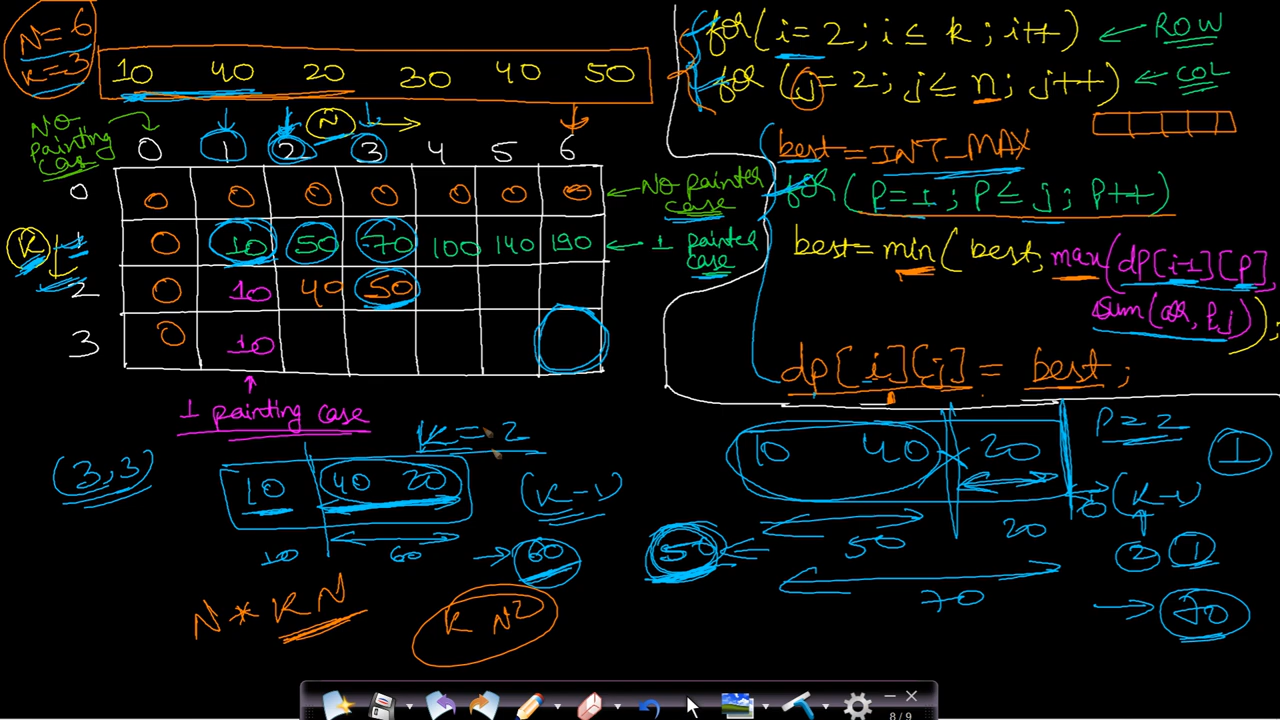 N=6
K=3
10 40 20 30 40 50
NO painting case
N
0 1 2 3 4 5 6
0 0 0 0 0 0 0 0
NO painter case
K
1 0 10 50 70 100 140 190
1 painter case
2 0 10 40 50
3 0 10
1 painting case
for(i=2; i≤k; i++)
ROW
for(j=2; j≤n; j++)
COL
best=INT_MAX
for(P=1; P≤j; P++)
best=min(best, max(dp[i-1][P],
sum(arr, P, j));
dp[i][j] = best;
(3,3)
K=2
10 40 20
(K-1)
100 60
60
N*KN
KN²
10 40 20
P=2
1
0 (K-1)
50 20
50
2 1
70
70
8/9